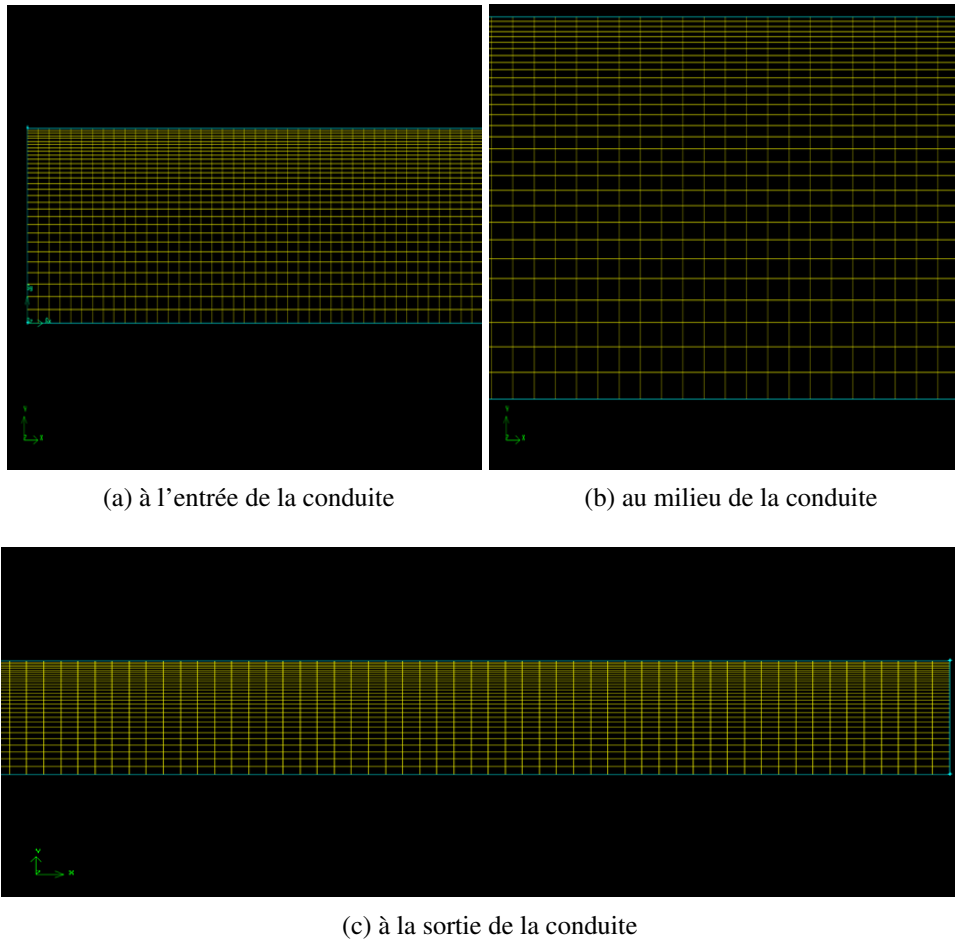 Y
X
Y
X
(a) à l'entrée de la conduite
(b) au milieu de la conduite
Y
X
(c) à la sortie de la conduite